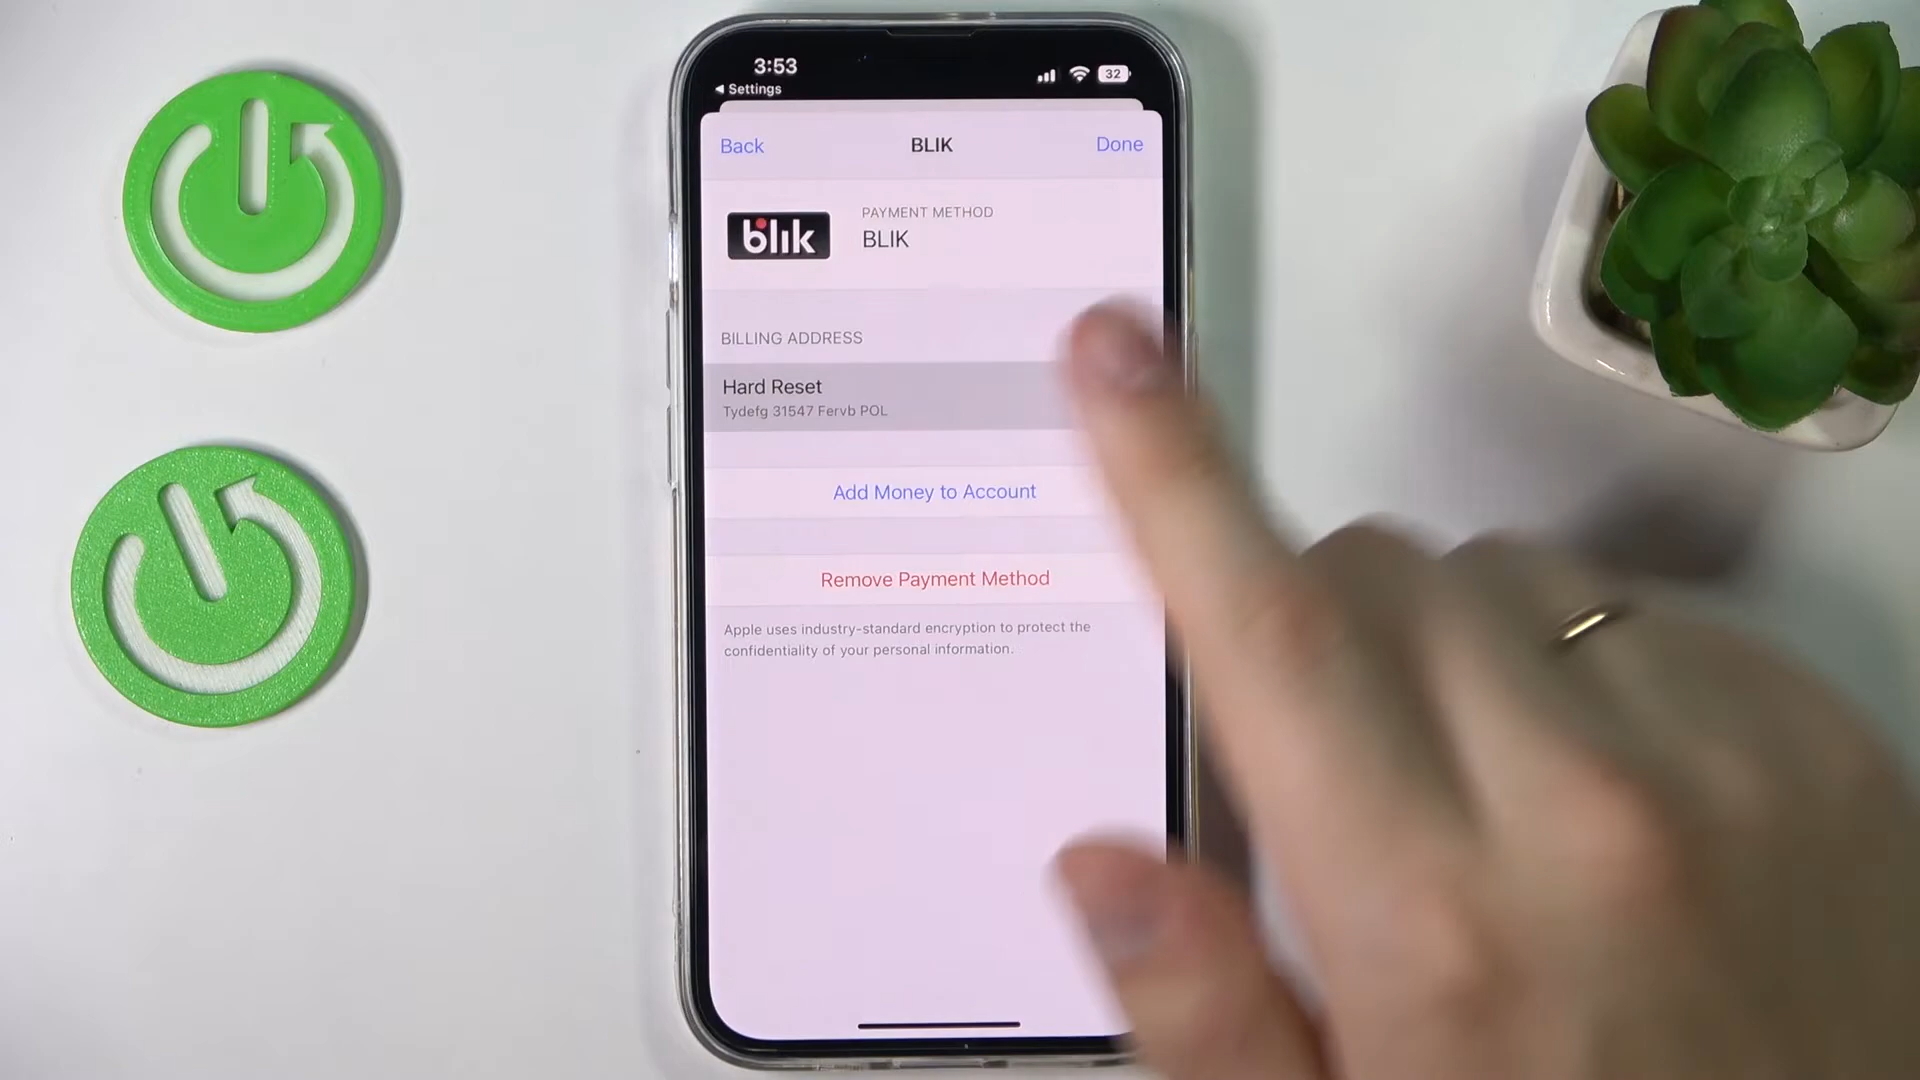 3:53
32
◀ Settings
Back
BLIK
Done
blik
PAYMENT METHOD
BLIK
BILLING ADDRESS
Hard Reset
Tydefg 31547 Fervb POL
Add Money to Account
Remove Payment Method
Apple uses industry-standard encryption to protect the
confidentiality of your personal information.